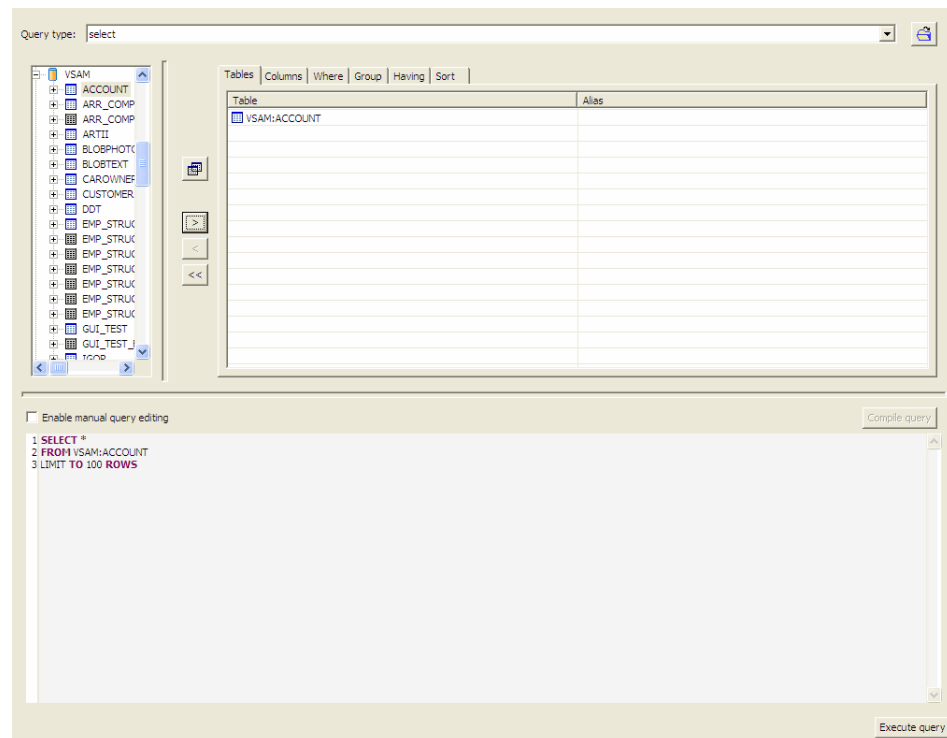 Query type: select
VSAM
ACCOUNT
ARR_COMP
ARR_COMP
ARTII
BLOBPHOTO
BLOBTEXT
CAROWNER
CUSTOMER
DDT
EMP_STRUC
EMP_STRUC
EMP_STRUC
EMP_STRUC
EMP_STRUC
EMP_STRUC
EMP_STRUC
GUI_TEST
GUI_TEST_
IGOR
>
<
<<
Tables Columns Where Group Having Sort
Table Alias
VSAM:ACCOUNT
Enable manual query editing Compile query
1 SELECT *
2 FROM VSAM:ACCOUNT
3 LIMIT TO 100 ROWS
Execute query